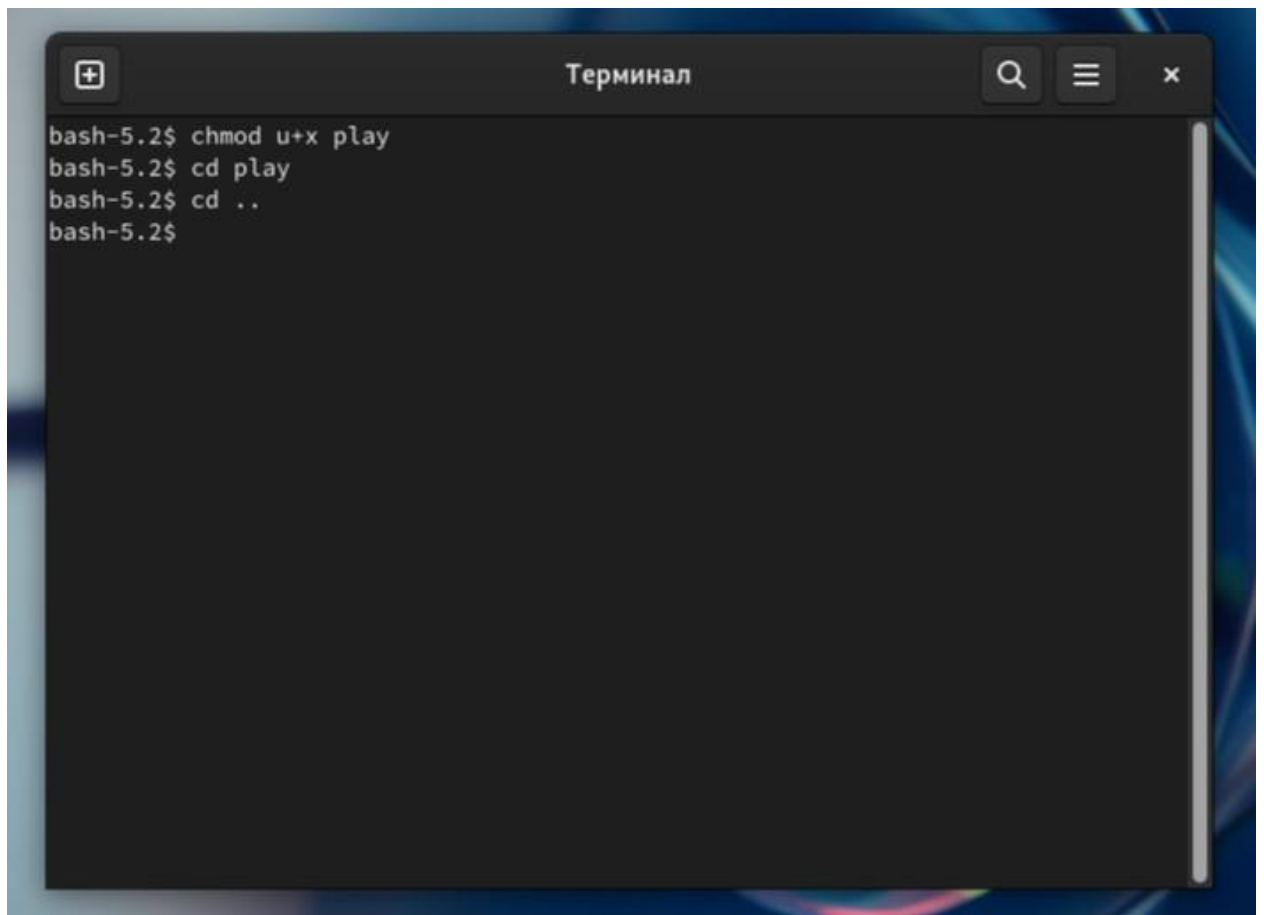 Терминал
bash-5.2$ chmod u+x play
bash-5.2$ cd play
bash-5.2$ cd ..
bash-5.2$